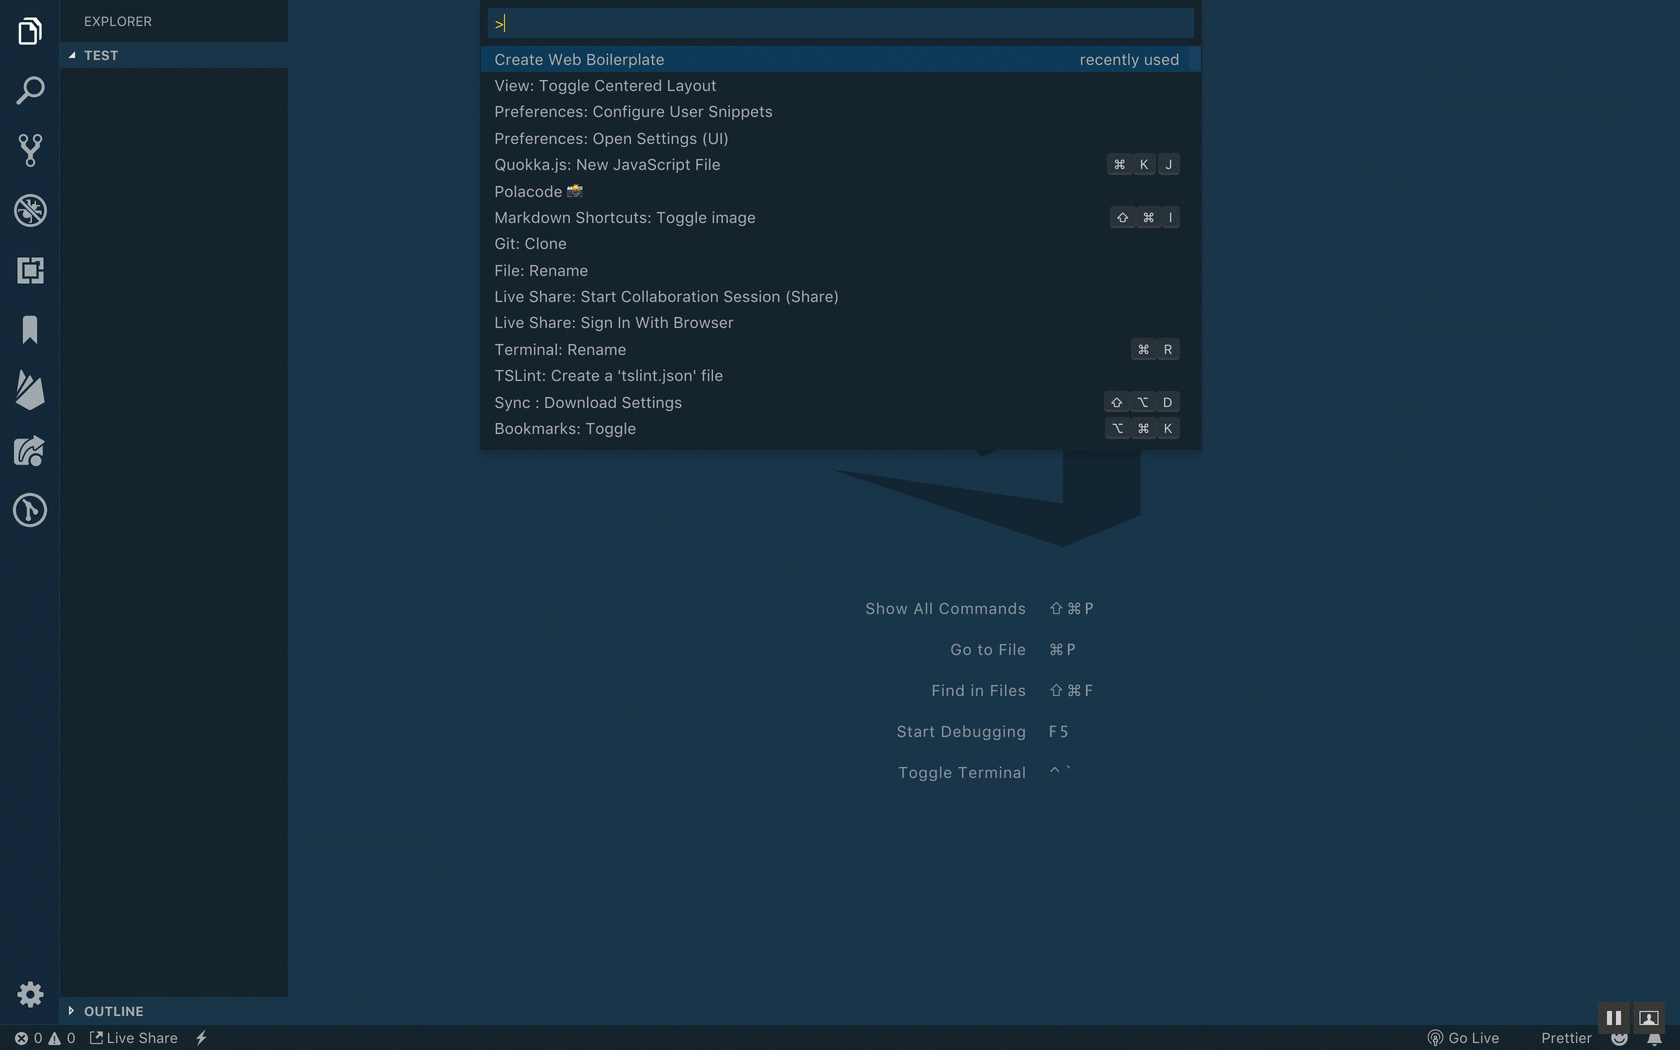 EXPLORER
TEST
>
Create Web Boilerplate recently used
View: Toggle Centered Layout
Preferences: Configure User Snippets
Preferences: Open Settings (UI)
Quokka.js: New JavaScript File ⌘ K J
Polacode 📸
Markdown Shortcuts: Toggle image ⇧ ⌘ I
Git: Clone
File: Rename
Live Share: Start Collaboration Session (Share)
Live Share: Sign In With Browser
Terminal: Rename ⌘ R
TSLint: Create a 'tslint.json' file
Sync : Download Settings ⇧ ⌥ D
Bookmarks: Toggle ⌥ ⌘ K
Show All Commands ⇧⌘P
Go to File ⌘P
Find in Files ⇧⌘F
Start Debugging F5
Toggle Terminal ^`
OUTLINE
0 0 Live Share Go Live Prettier